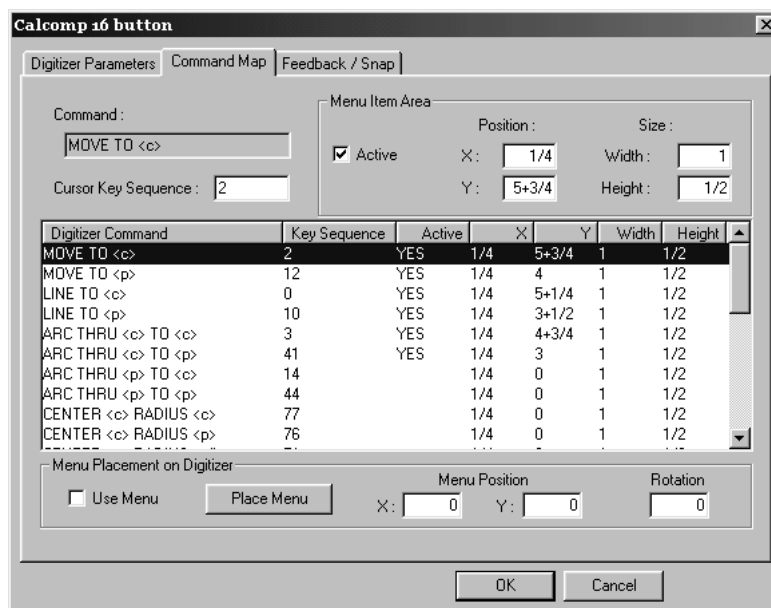 Calcomp 16 button
Digitizer Parameters Command Map Feedback / Snap
Command :
MOVE TO <c>
Cursor Key Sequence : 2
Menu Item Area
Position : Size :
Active X : 1/4 Width : 1
Y : 5+3/4 Height : 1/2
Digitizer Command Key Sequence Active X Y Width Height
MOVE TO <c> 2 YES 1/4 5+3/4 1 1/2
MOVE TO <p> 12 YES 1/4 4 1 1/2
LINE TO <c> 0 YES 1/4 5+1/4 1 1/2
LINE TO <p> 10 YES 1/4 3+1/2 1 1/2
ARC THRU <c> TO <c> 3 YES 1/4 4+3/4 1 1/2
ARC THRU <c> TO <p> 41 YES 1/4 3 1 1/2
ARC THRU <p> TO <c> 14 1/4 0 1 1/2
ARC THRU <p> TO <p> 44 1/4 0 1 1/2
CENTER <c> RADIUS <c> 77 1/4 0 1 1/2
CENTER <c> RADIUS <p> 76 1/4 0 1 1/2
Menu Placement on Digitizer
Use Menu Place Menu Menu Position Rotation
X : 0 Y : 0 0
OK Cancel